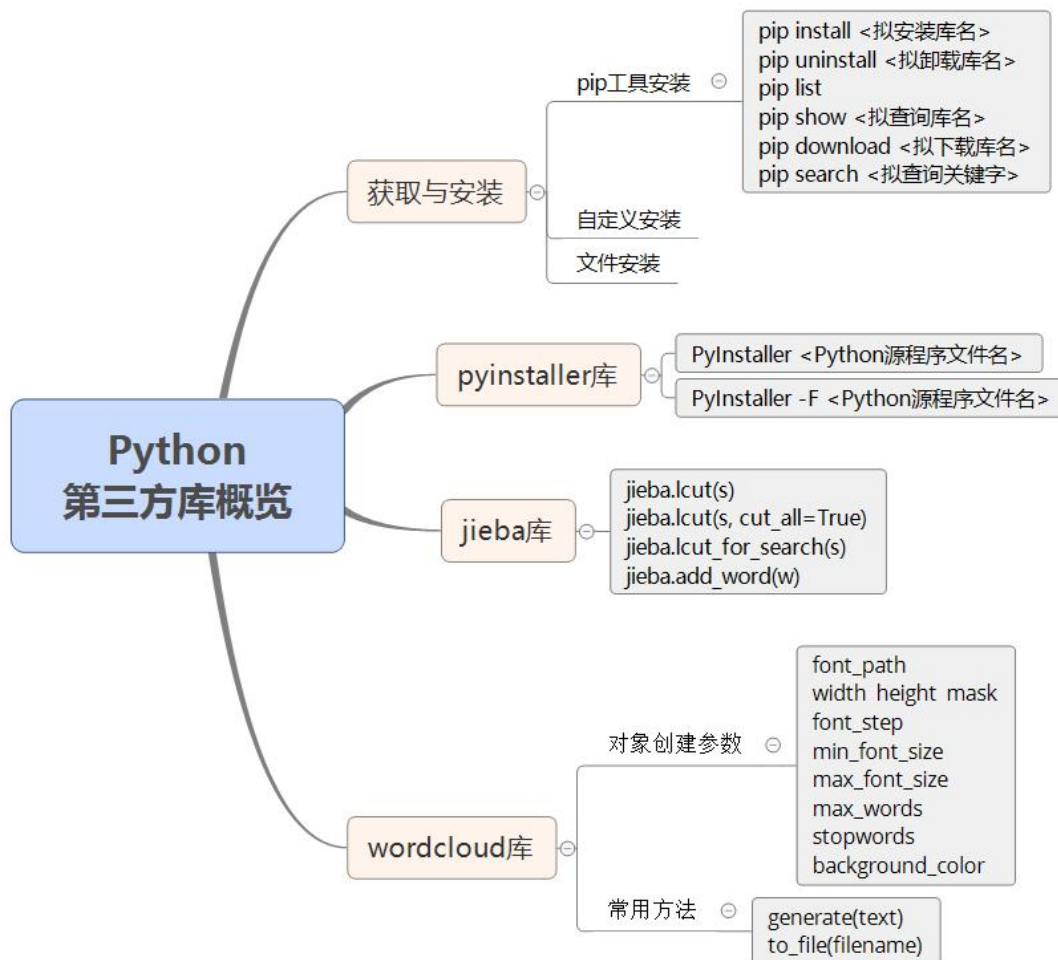 Python
第三方库概览
获取与安装
pip工具安装
pip install <拟安装库名>
pip uninstall <拟卸载库名>
pip list
pip show <拟查询库名>
pip download <拟下载库名>
pip search <拟查询关键字>
自定义安装
文件安装
pyinstaller库
PyInstaller <Python源程序文件名>
PyInstaller -F <Python源程序文件名>
jieba库
jieba.lcut(s)
jieba.lcut(s, cut_all=True)
jieba.lcut_for_search(s)
jieba.add_word(w)
wordcloud库
对象创建参数
font_path
width height mask
font_step
min_font_size
max_font_size
max_words
stopwords
background_color
常用方法
generate(text)
to_file(filename)